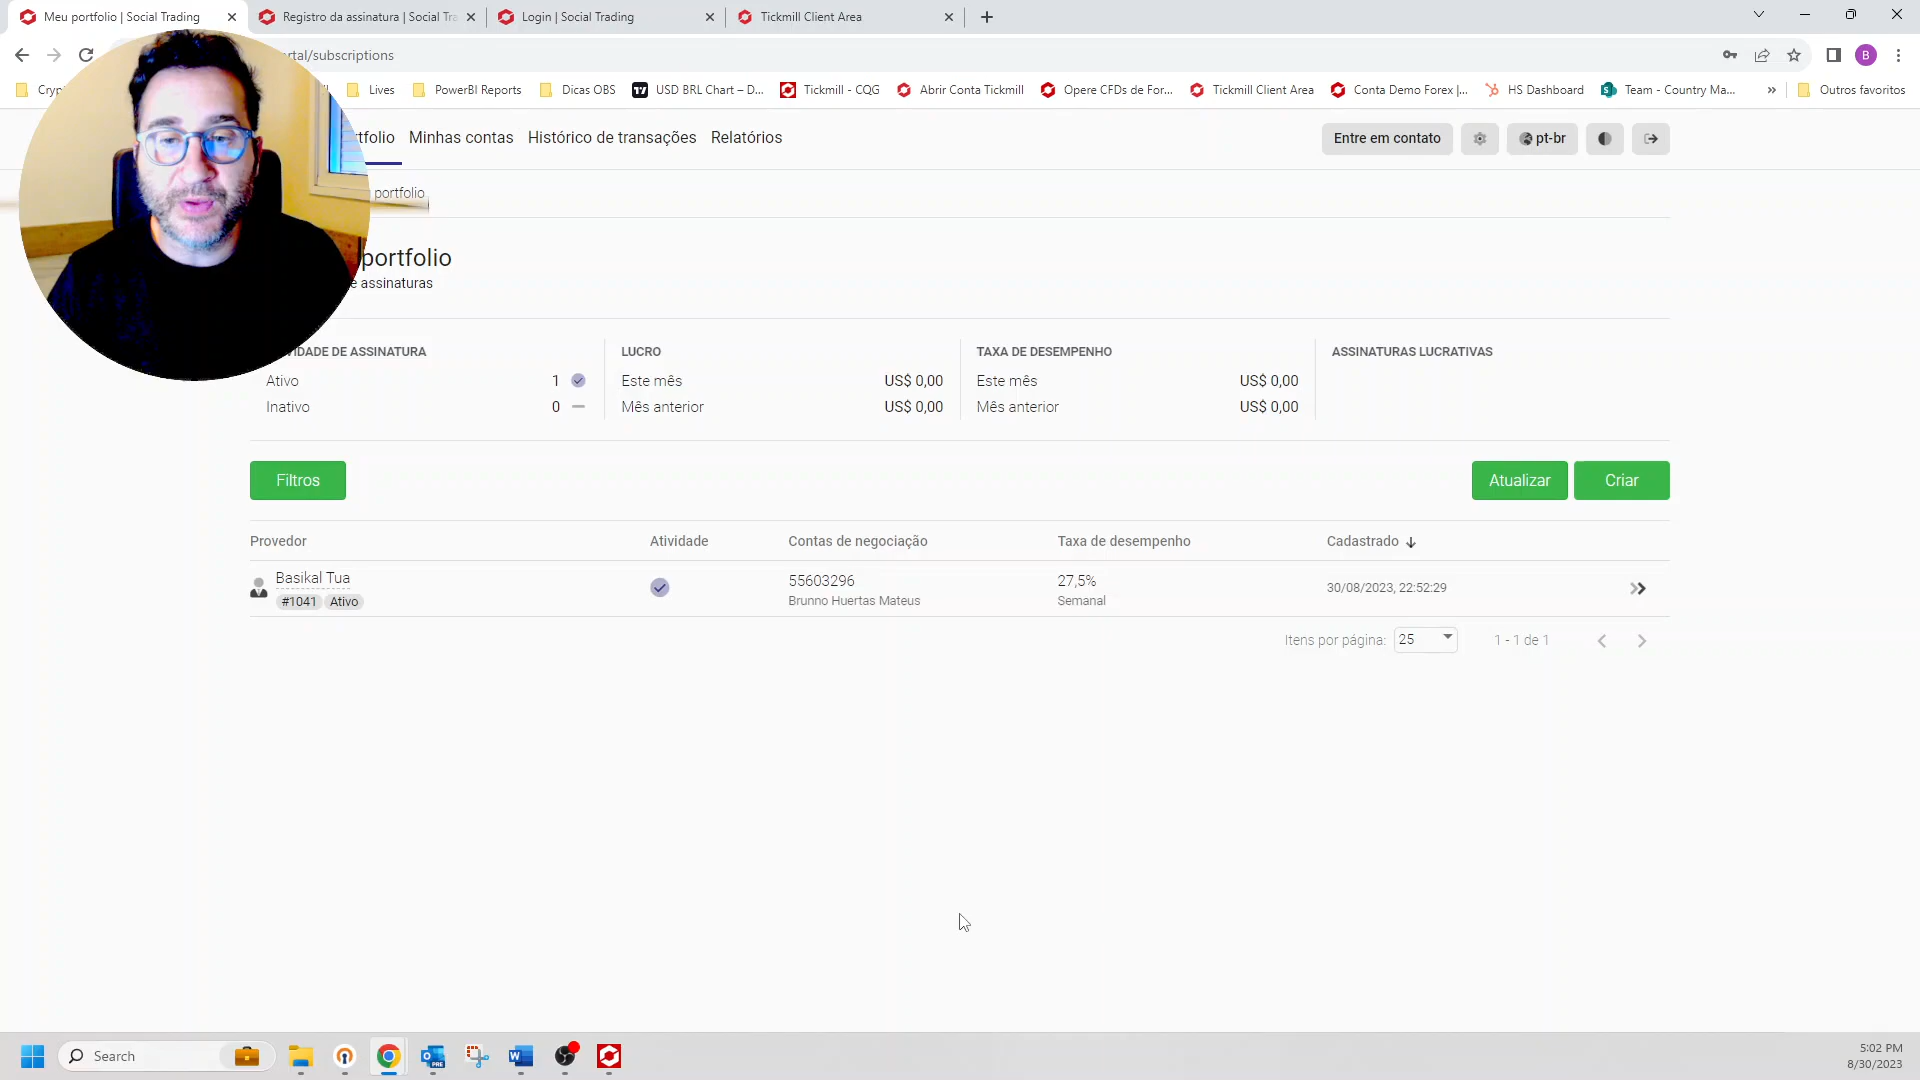 Meu portfolio | Social Trading
Registro da assinatura | Social Tra
Login | Social Trading
Tickmill Client Area
rtal/subscriptions
B
Cryp
Lives
PowerBI Reports
Dicas OBS
USD BRL Chart – D...
Tickmill - CQG
Abrir Conta Tickmill
Opere CFDs de For...
Tickmill Client Area
Conta Demo Forex |...
HS Dashboard
Team - Country Ma...
Outros favoritos
tfolio
Minhas contas
Histórico de transações
Relatórios
Entre em contato
pt-br
portfolio
portfolio
e assinaturas
VIDADE DE ASSINATURA
Ativo 1
Inativo 0
LUCRO
Este mês US$ 0,00
Mês anterior US$ 0,00
TAXA DE DESEMPENHO
Este mês US$ 0,00
Mês anterior US$ 0,00
ASSINATURAS LUCRATIVAS
Filtros
Atualizar
Criar
Provedor Atividade Contas de negociação Taxa de desempenho Cadastrado
Basikal Tua
#1041 Ativo
55603296
Brunno Huertas Mateus
27,5%
Semanal
30/08/2023, 22:52:29
Itens por página: 25 1 - 1 de 1
Search
5:02 PM
8/30/2023